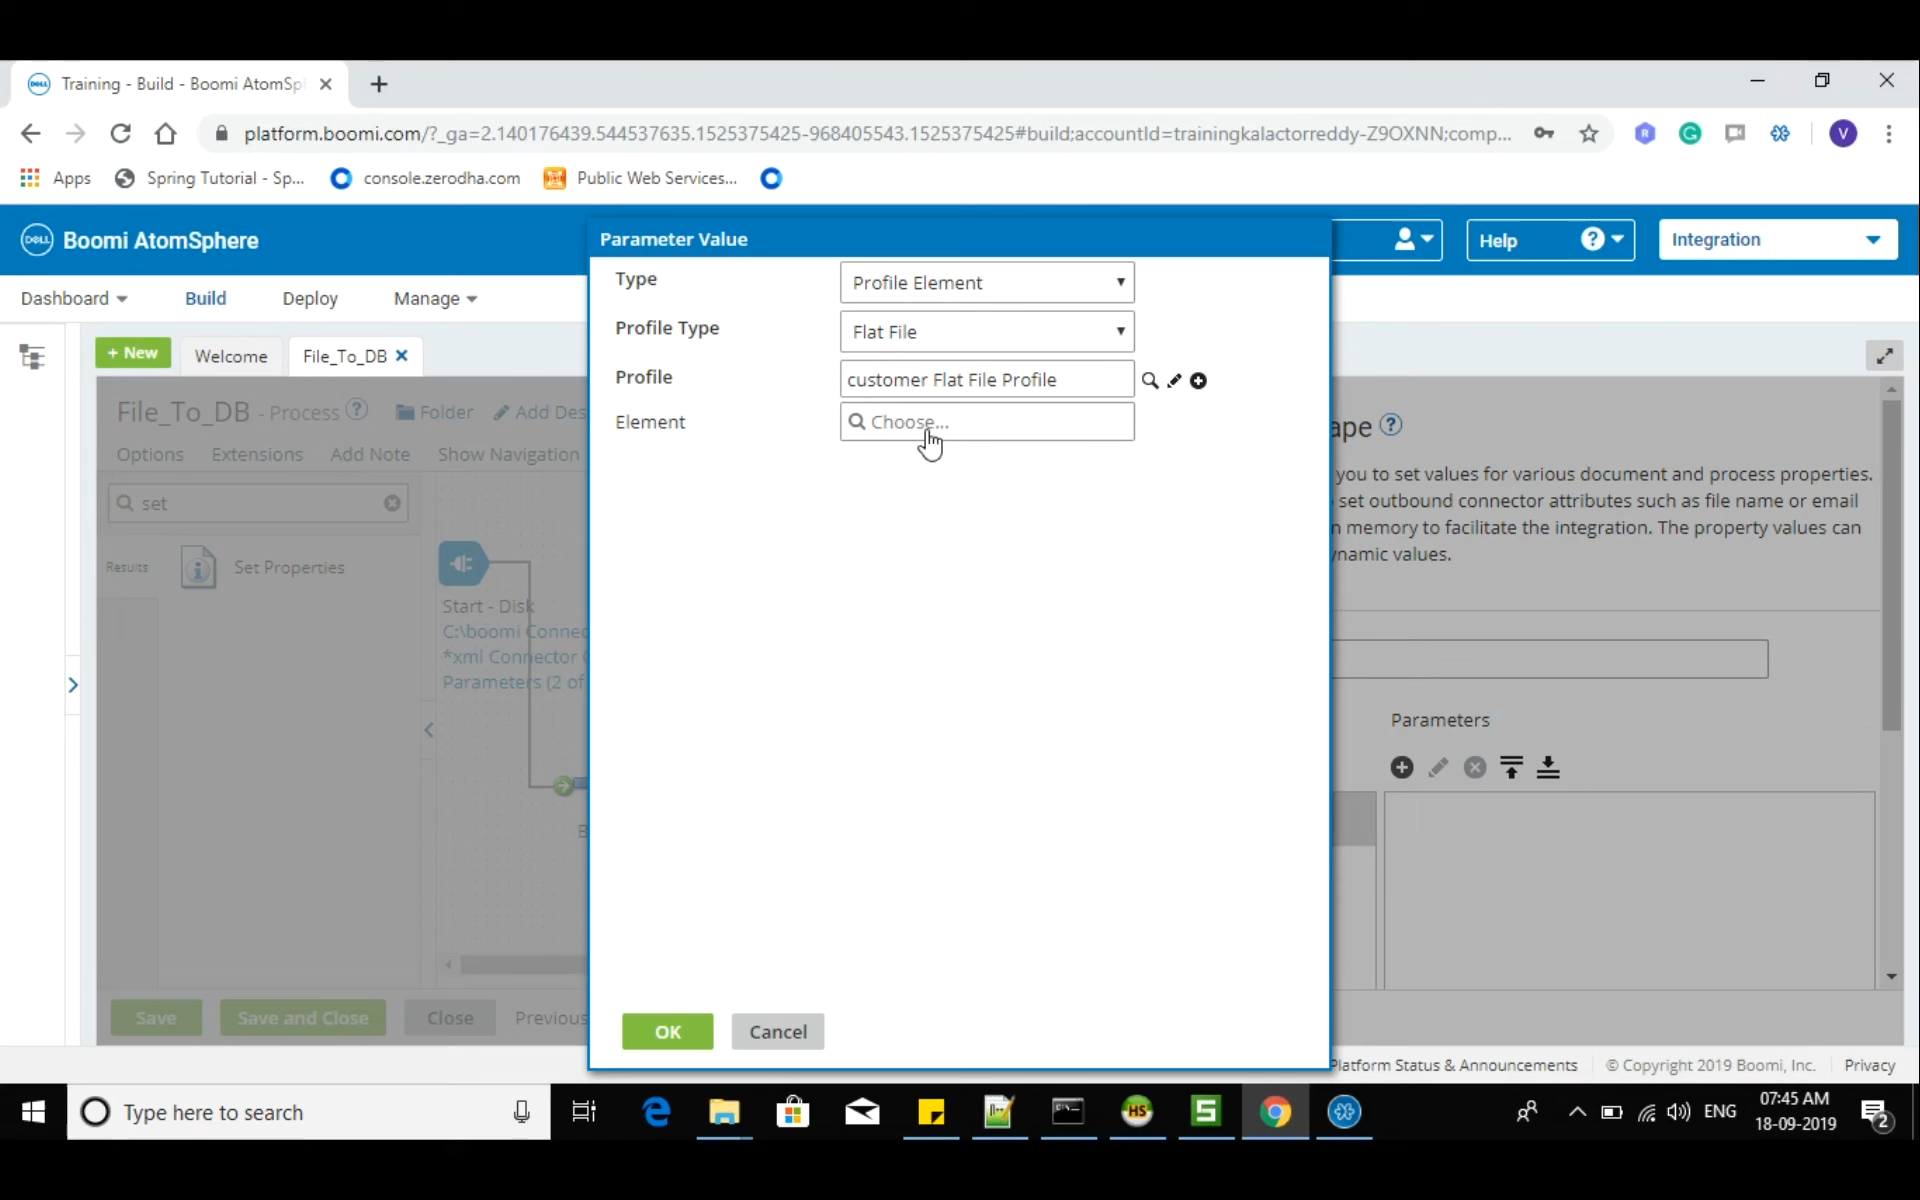 Training - Build - Boomi AtomSp
platform.boomi.com/?_ga=2.140176439.544537635.1525375425-968405543.1525375425#build;accountId=trainingkalactorreddy-Z9OXNN;comp...
V
Apps
Spring Tutorial - Sp...
console.zerodha.com
Public Web Services...
DELL
Boomi AtomSphere
Parameter Value
Help
Integration
Dashboard
Build
Deploy
Manage
Type
Profile Element
Profile Type
Flat File
Profile
customer Flat File Profile
Element
Choose...
+ New
Welcome
File_To_DB
File_To_DB - Process
Folder
Add Des
Options
Extensions
Add Note
Show Navigation
set
Results
Set Properties
Start - Disk
C:\boomi Connec
*xml Connector
Parameters (2 of
ape
you to set values for various document and process properties.
set outbound connector attributes such as file name or email
n memory to facilitate the integration. The property values can
namic values.
Parameters
Save
Save and Close
Close
Previous
OK
Cancel
Platform Status & Announcements
© Copyright 2019 Boomi, Inc.
Privacy
Type here to search
HS
S
ENG
07:45 AM
18-09-2019
2